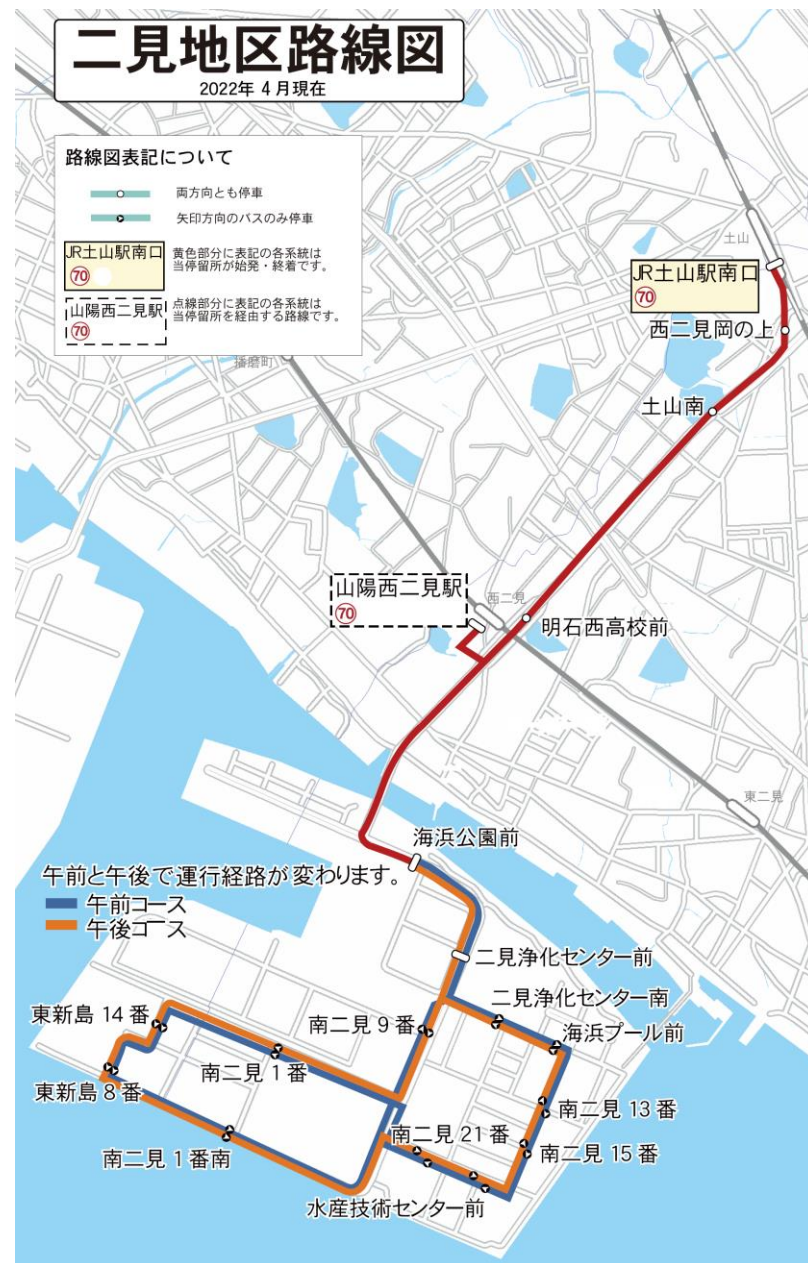 二見地区路線図
2022年 4月現在
路線図表記について
両方向とも停車
矢印方向のバスのみ停車
JR土山駅南口
70
黄色部分に表記の各系統は
当停留所が始発・終着です。
山陽西二見駅
70
点線部分に表記の各系統は
当停留所を経由する路線です。
土山
JR土山駅南口
70
西二見岡の上
播磨町
土山南
山陽西二見駅
70
西二見
明石西高校前
東二見
海浜公園前
午前と午後で運行経路が変わります。
午前コース
午後コース
二見浄化センター前
二見浄化センター南
東新島 14 番
南二見 9 番
海浜プール前
南二見 1 番
東新島 8 番
南二見 13 番
南二見 21 番
南二見 15 番
南二見 1 番南
水産技術センター前